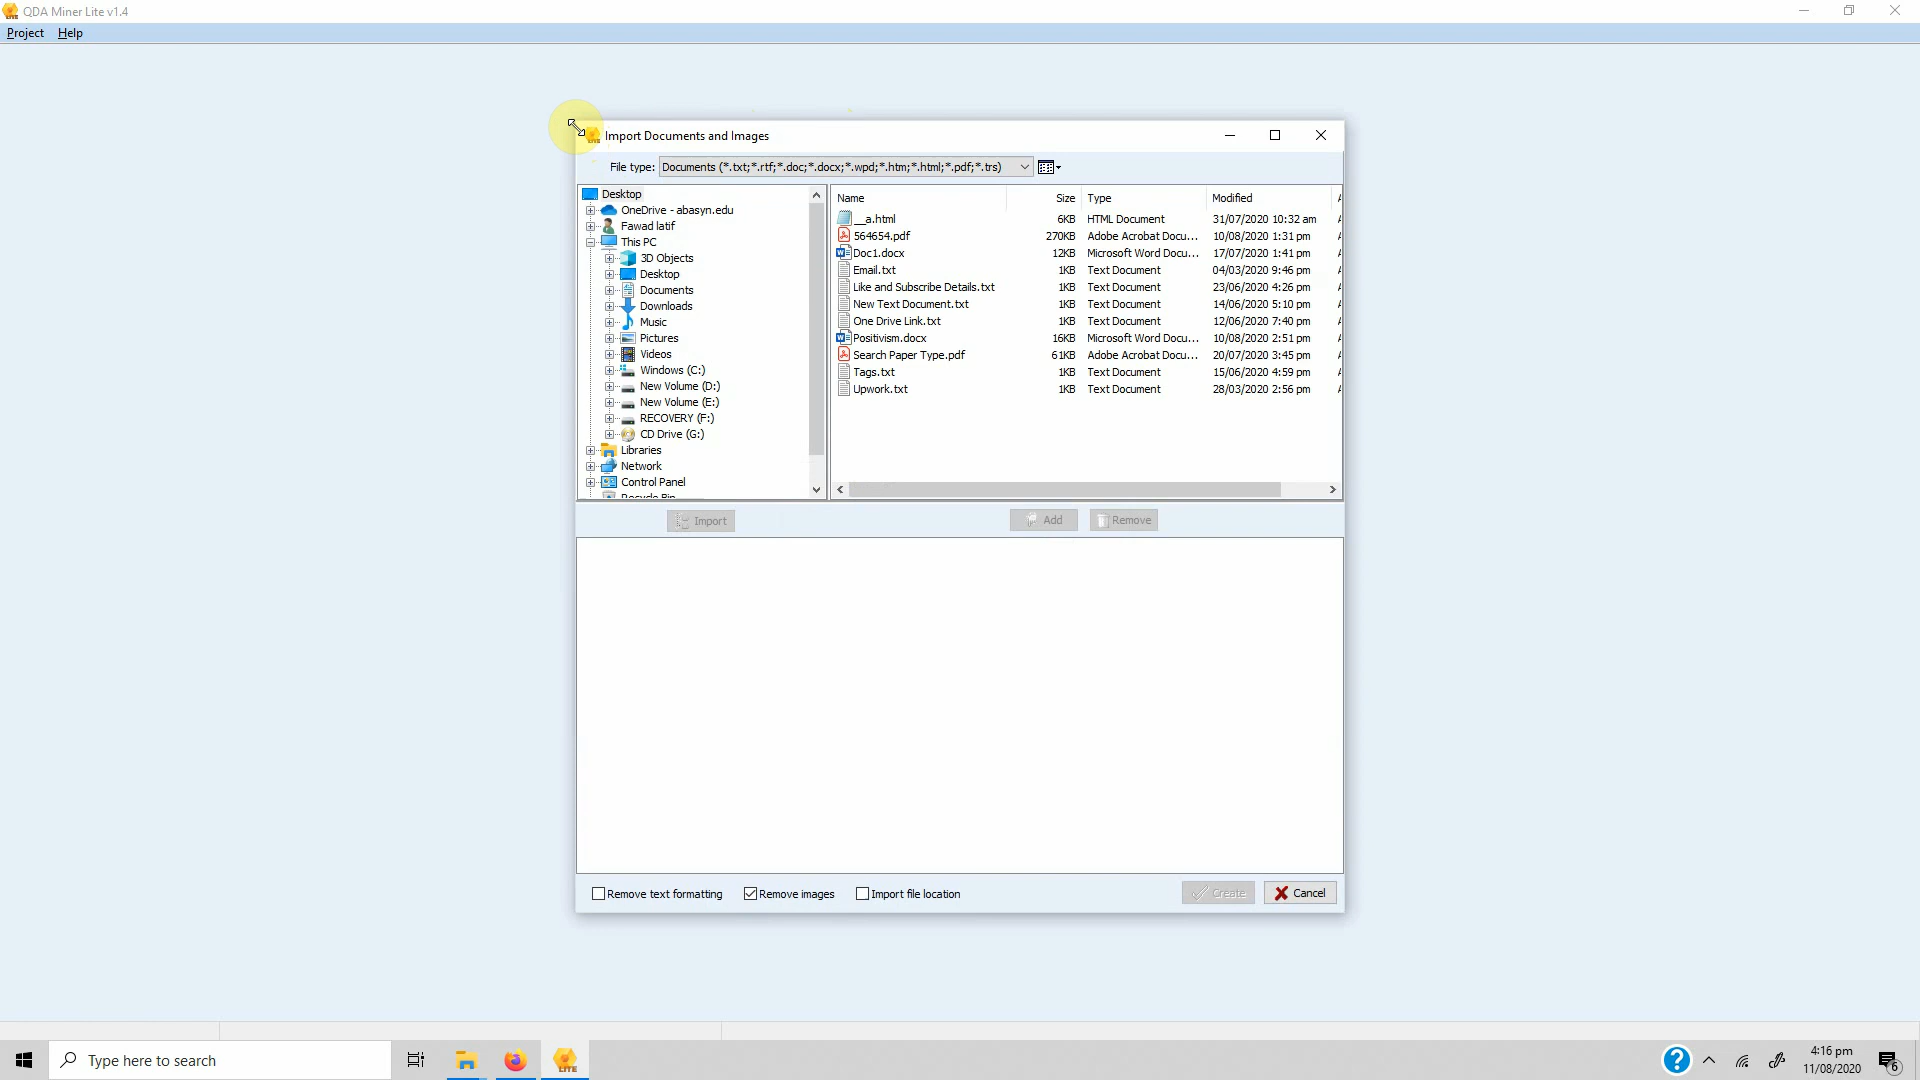 QDA Miner Lite v1.4
Project Help
Import Documents and Images
File type: Documents (*.txt;*.rtf;*.doc;*.docx;*.wpd;*.htm;*.html;*.pdf;*.trs)
Desktop
OneDrive - abasyn.edu
Fawad latif
This PC
3D Objects
Desktop
Documents
Downloads
Music
Pictures
Videos
Windows (C:)
New Volume (D:)
New Volume (E:)
RECOVERY (F:)
CD Drive (G:)
Libraries
Network
Control Panel
Recycle Bin
Name Size Type Modified
__a.html 6KB HTML Document 31/07/2020 10:32 am
564654.pdf 270KB Adobe Acrobat Docu... 10/08/2020 1:31 pm
Doc1.docx 12KB Microsoft Word Docu... 17/07/2020 1:41 pm
Email.txt 1KB Text Document 04/03/2020 9:46 pm
Like and Subscribe Details.txt 1KB Text Document 23/06/2020 4:26 pm
New Text Document.txt 1KB Text Document 14/06/2020 5:10 pm
One Drive Link.txt 1KB Text Document 12/06/2020 7:40 pm
Positivism.docx 16KB Microsoft Word Docu... 10/08/2020 2:51 pm
Search Paper Type.pdf 61KB Adobe Acrobat Docu... 20/07/2020 3:45 pm
Tags.txt 1KB Text Document 15/06/2020 4:59 pm
Upwork.txt 1KB Text Document 28/03/2020 2:56 pm
Import Add Remove
Remove text formatting Remove images Import file location Create Cancel
LITE
Type here to search
4:16 pm
11/08/2020
6